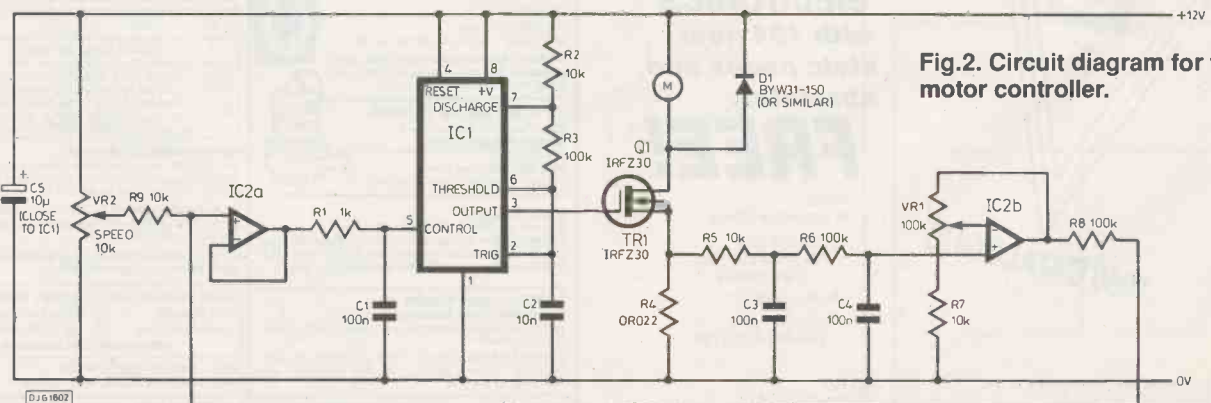 +12V
Fig.2. Circuit diagram for
motor controller.
R2
10k
4
8
RESET
+V
DISCHARGE
7
M
D1
BYW31-150
(OR SIMILAR)
IC1
R3
100k
Q1
IRFZ30
+
C5
10µ
(CLOSE
TO IC1)
VR2
SPEED
10k
R9 10k
IC2a
+
-
R1 1k
5
CONTROL
THRESHOLD
6
OUTPUT
3
TRIG
2
1
TR1
IRFZ30
R5 10k
R6 100k
VR1
100k
IC2b
-
+
R8 100k
C1
100n
C2
10n
R4
0R022
C3
100n
C4
100n
R7
10k
0V
DJG1602